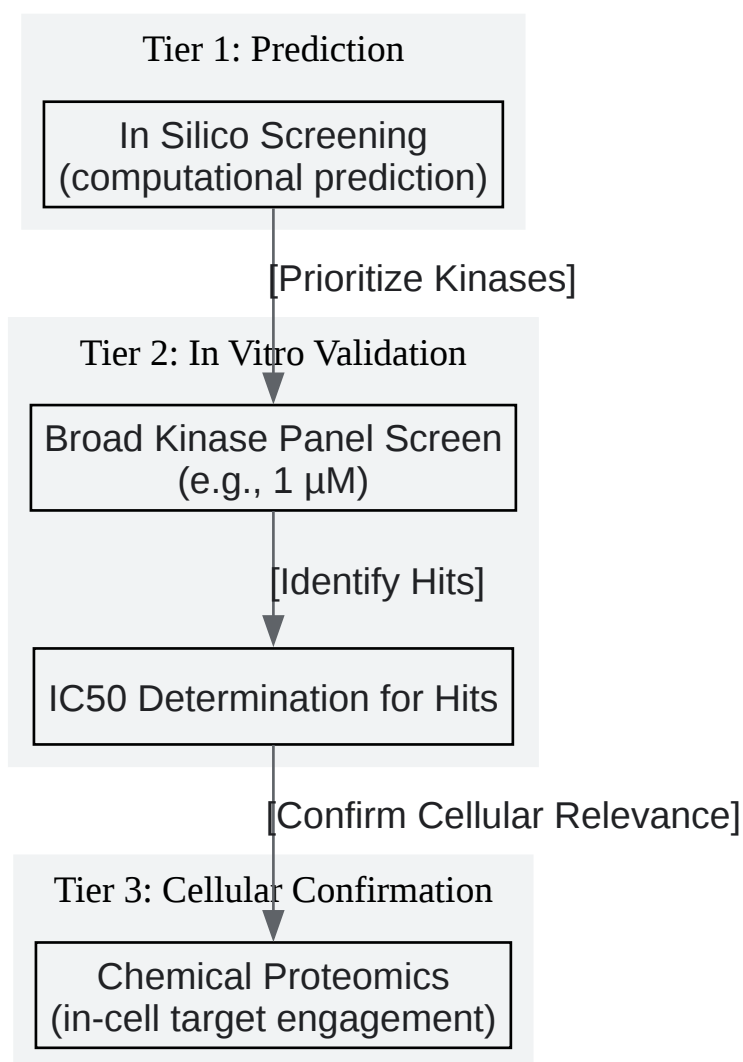 Tier 1: Prediction
In Silico Screening
(computational prediction)
[Prioritize Kinases]
Tier 2: In Vitro Validation
Broad Kinase Panel Screen
(e.g., 1 µM)
[Identify Hits]
IC50 Determination for Hits
[Confirm Cellular Relevance]
Tier 3: Cellular Confirmation
Chemical Proteomics
(in-cell target engagement)